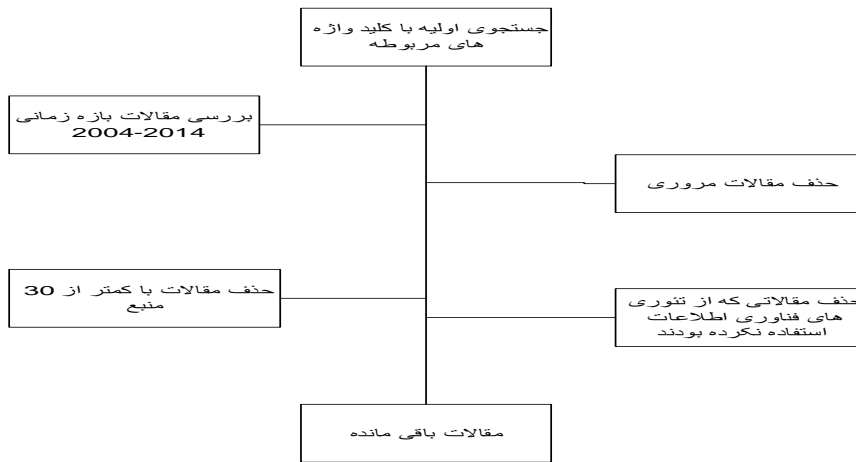 جستجوی اولیه با کلید واژه
های مربوطه
بررسی مقالات بازه زمانی
2004-2014
حذف مقالات مروری
حذف مقالات با کمتر از 30
منبع
حذف مقالاتی که از تئوری
های فناوری اطلاعات
استفاده نکرده بودند
مقالات باقی مانده